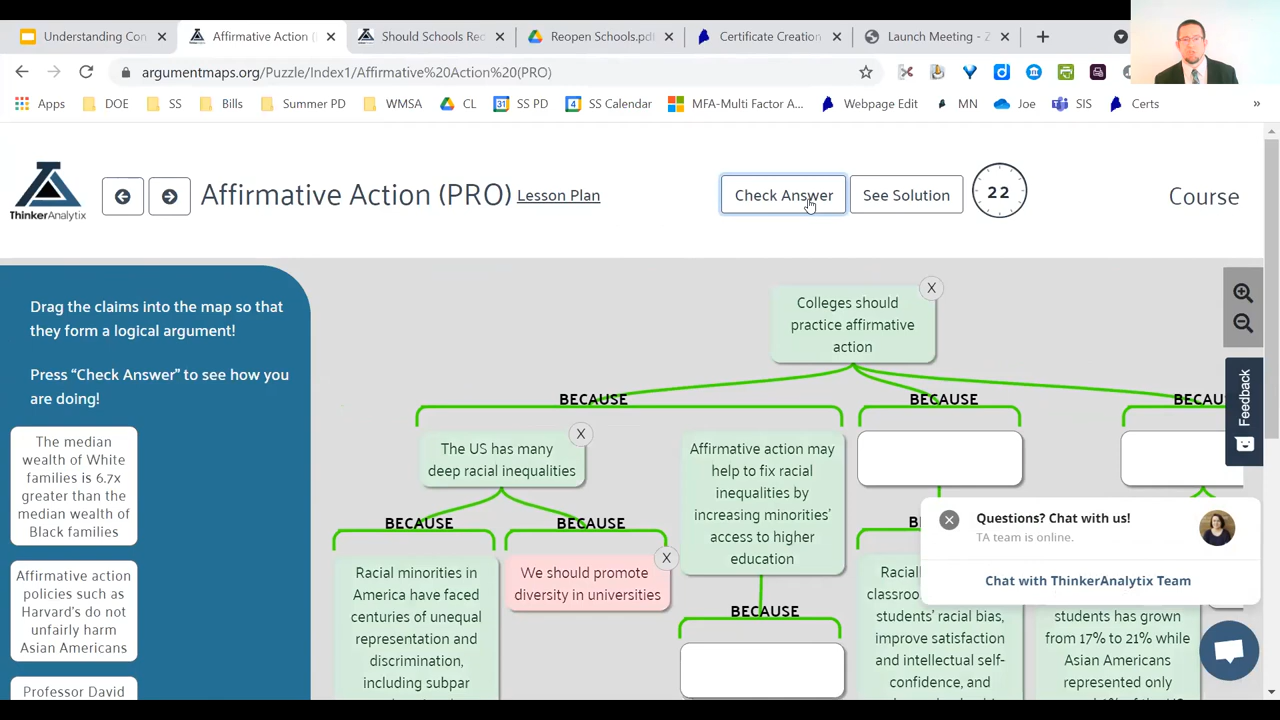 Understanding Con
Affirmative Action (
Should Schools Rec
Reopen Schools.pdf
Certificate Creation
Launch Meeting - Z
argumentmaps.org/Puzzle/Index1/Affirmative%20Action%20(PRO)
Apps
DOE
SS
Bills
Summer PD
WMSA
CL
SS PD
SS Calendar
MFA-Multi Factor A...
Webpage Edit
MN
Joe
SIS
Certs
ThinkerAnalytix
Affirmative Action (PRO)
Lesson Plan
Check Answer
See Solution
22
Course
Drag the claims into the map so that
they form a logical argument!
Press “Check Answer” to see how you
are doing!
The median
wealth of White
families is 6.7x
greater than the
median wealth of
Black families
Affirmative action
policies such as
Harvard's do not
unfairly harm
Asian Americans
Professor David
X
Colleges should
practice affirmative
action
BECAUSE
BECAUSE
BECAU
X
The US has many
deep racial inequalities
Affirmative action may
help to fix racial
inequalities by
increasing minorities'
access to higher
education
BECAUSE
BECAUSE
X
Racial minorities in
America have faced
centuries of unequal
representation and
discrimination,
including subpar
We should promote
diversity in universities
BECAUSE
students' racial bias,
improve satisfaction
and intellectual self-
confidence, and
students has grown
from 17% to 21% while
Asian Americans
represented only
Feedback
Questions? Chat with us!
TA team is online.
Chat with ThinkerAnalytix Team